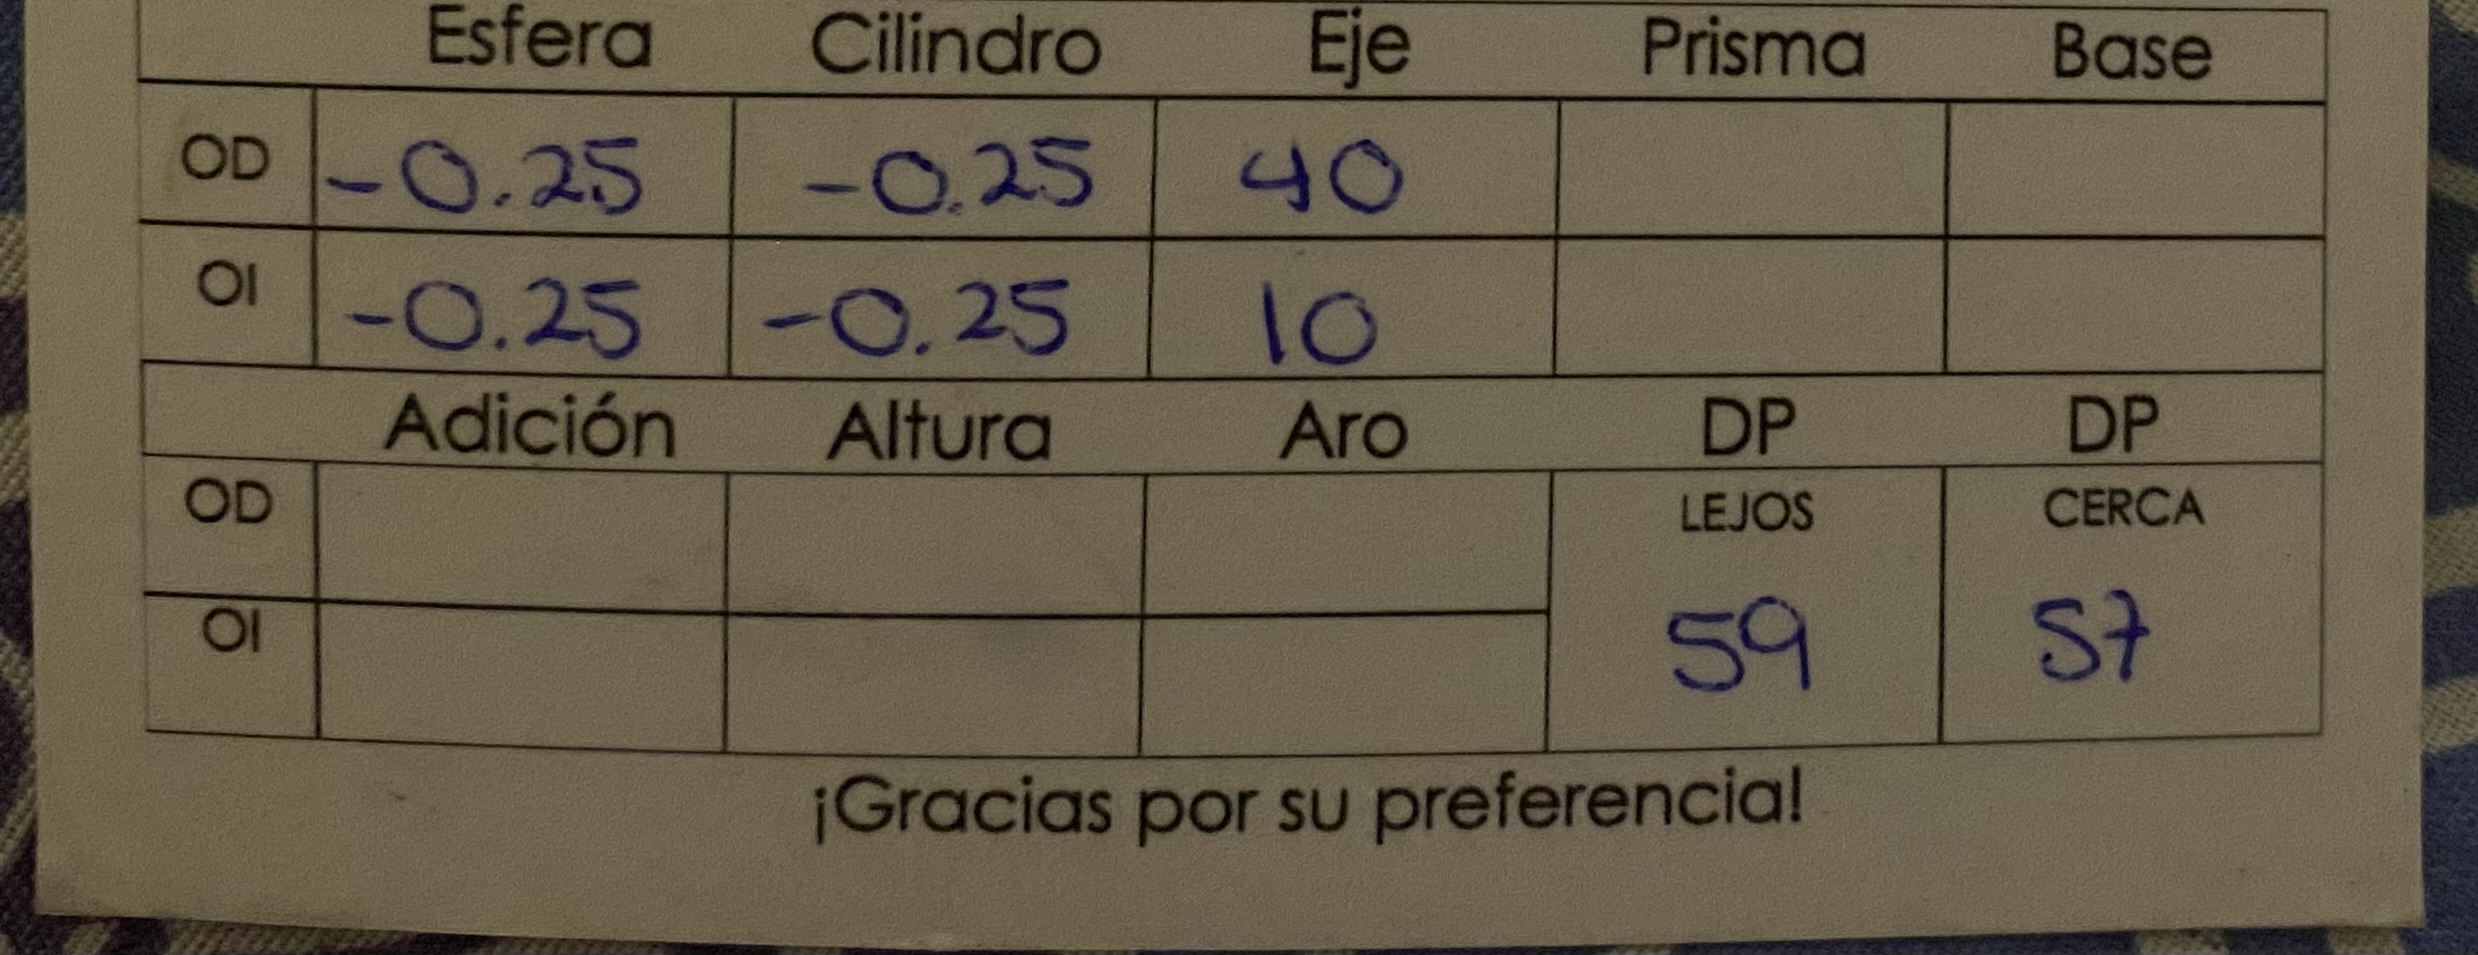 Esfera Cilindro Eje Prisma Base
OD -0.25 -0.25 40
OI -0.25 -0.25 10
Adición Altura Aro DP DP
OD LEJOS CERCA
OI 59 57
¡Gracias por su preferencia!